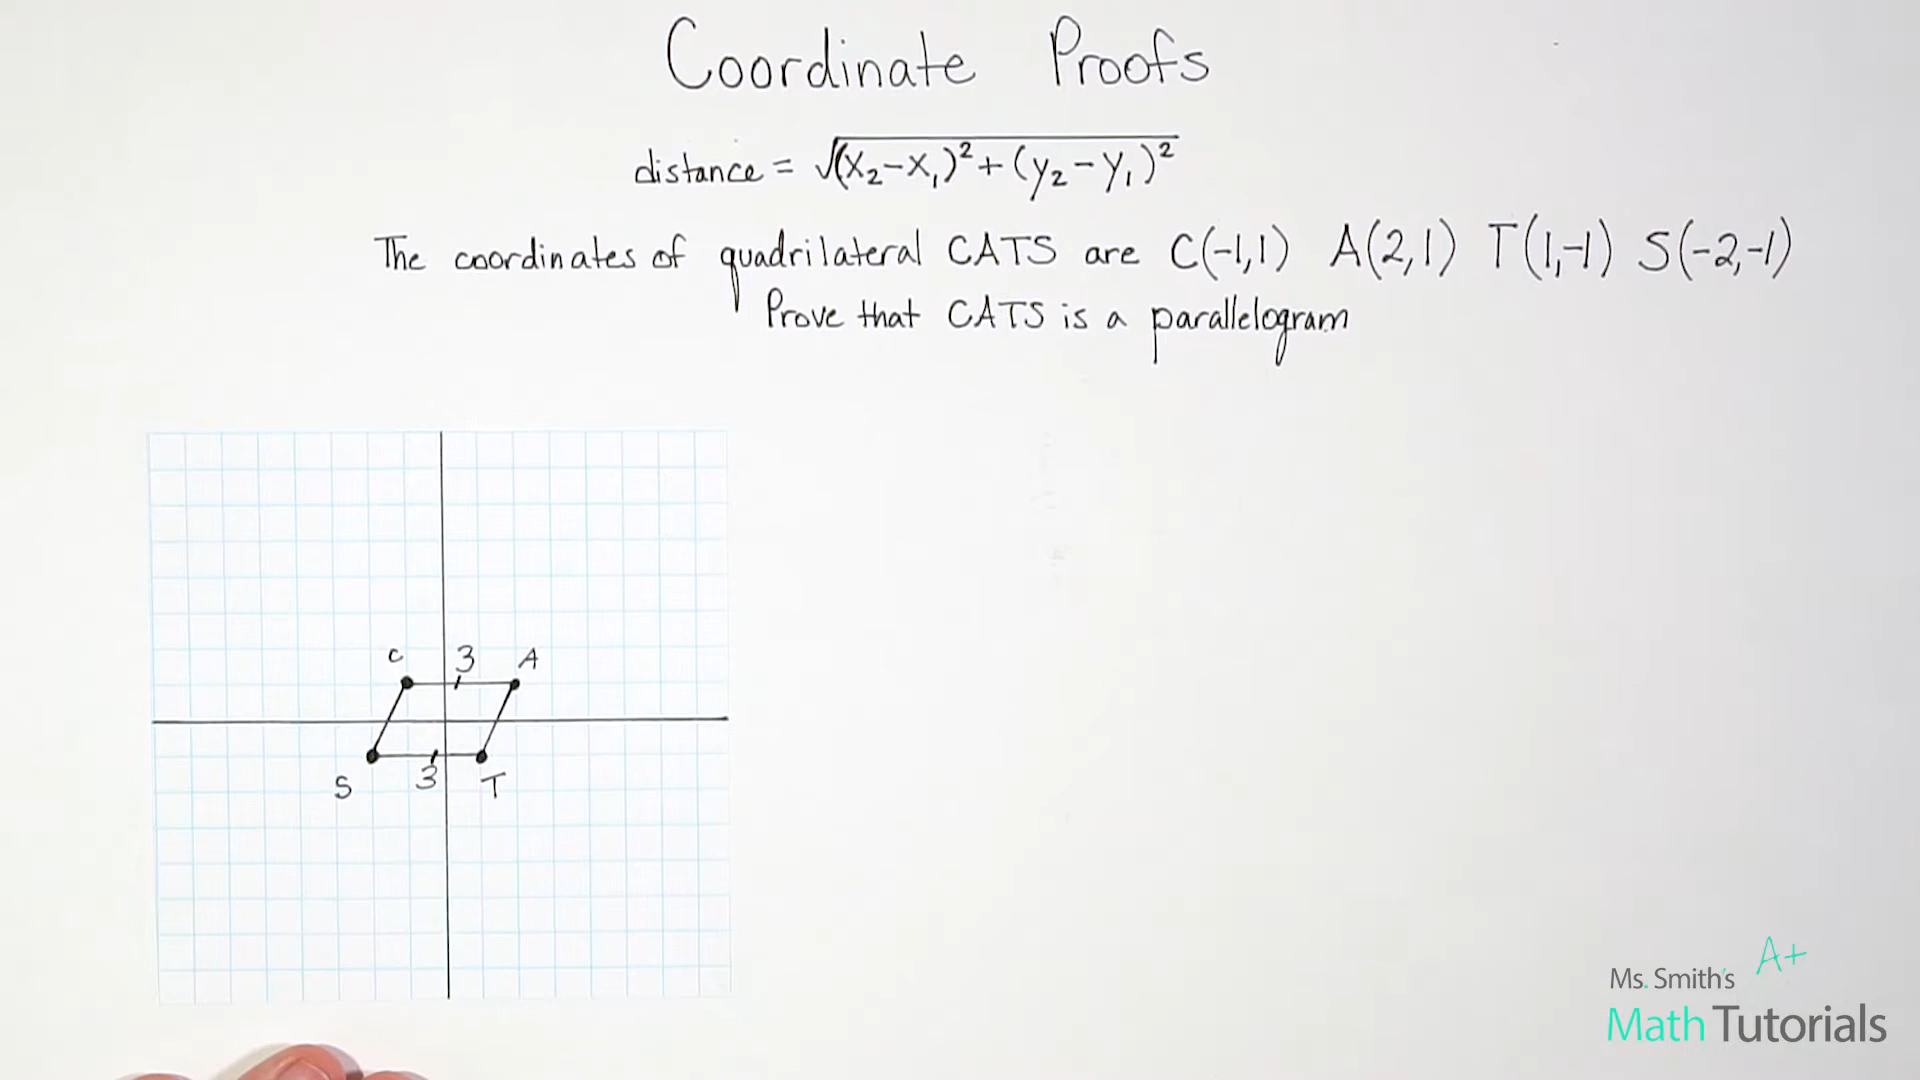 Coordinate Proofs
distance = √(x₂-x₁)² + (y₂-y₁)²
The coordinates of quadrilateral CATS are C(-1,1) A(2,1) T(1,-1) S(-2,-1)
Prove that CATS is a parallelogram
C 3 A
S 3 T
A+
Ms. Smith's
Math Tutorials